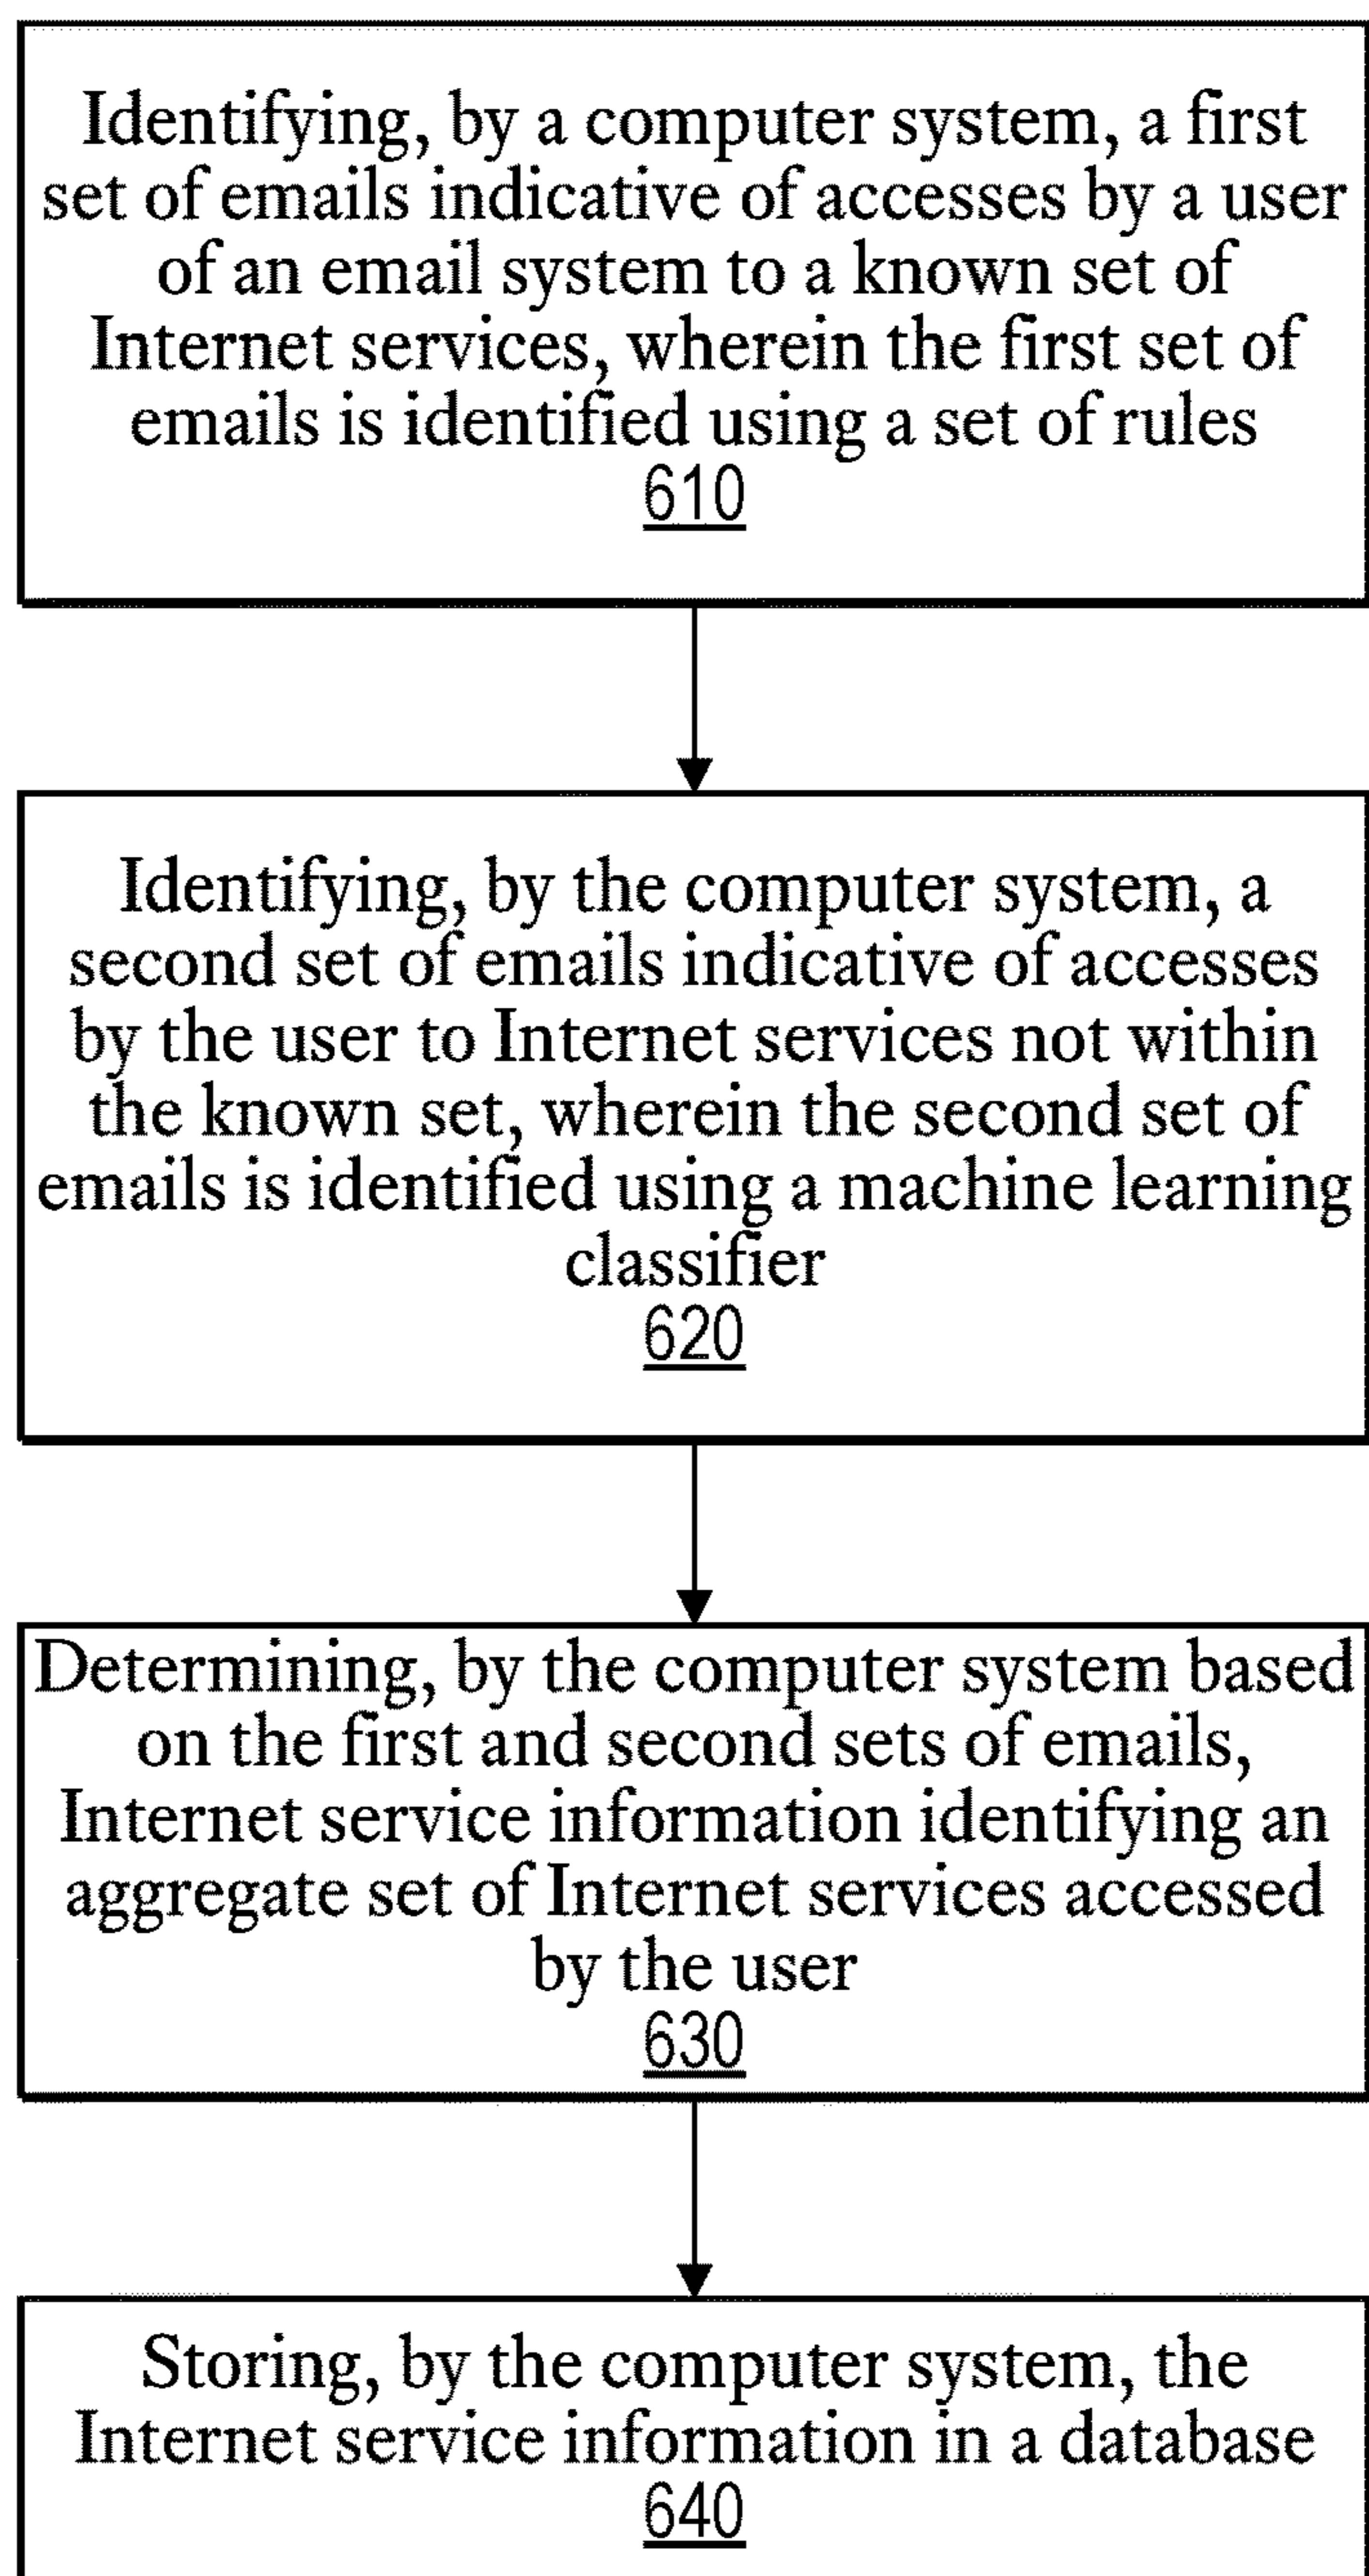 Identifying, by a computer system, a first
set of emails indicative of accesses by a user
of an email system to a known set of
Internet services, wherein the first set of
emails is identified using a set of rules
610
Identifying, by the computer system, a
second set of emails indicative of accesses
by the user to Internet services not within
the known set, wherein the second set of
emails is identified using a machine learning
classifier
620
Determining, by the computer system based
on the first and second sets of emails,
Internet service information identifying an
aggregate set of Internet services accessed
by the user
630
Storing, by the computer system, the
Internet service information in a database
640